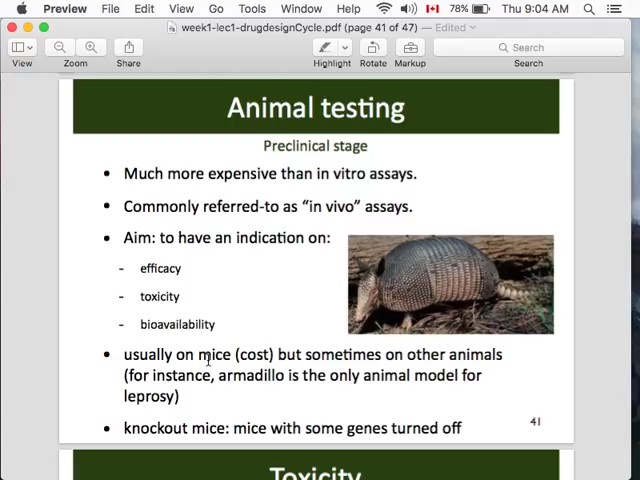 Preview File Edit View Go Tools Window Help 78% Thu 9:04 AM
week1-lec1-drugdesignCycle.pdf (page 41 of 47) — Edited
Search
View Zoom Share Highlight Rotate Markup Search
Animal testing
Preclinical stage
• Much more expensive than in vitro assays.
• Commonly referred-to as “in vivo” assays.
• Aim: to have an indication on:
- efficacy
- toxicity
- bioavailability
• usually on mice (cost) but sometimes on other animals
(for instance, armadillo is the only animal model for
leprosy)
• knockout mice: mice with some genes turned off
41
Toxicity